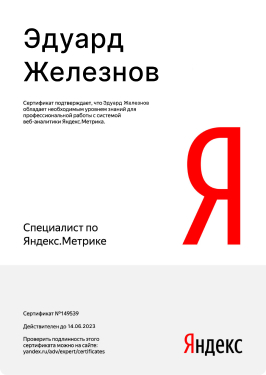 Эдуард
Железнов
Сертификат подтверждает, что Эдуард Железнов
обладает необходимым уровнем знаний для
профессиональной работы с системой
веб-аналитики Яндекс.Метрика.
Я
Специалист по
Яндекс.Метрике
Сертификат №149539
Действителен до 14.06.2023
Проверить подлинность этого
сертификата можно на сайте:
yandex.ru/adv/expert/certificates
Яндекс